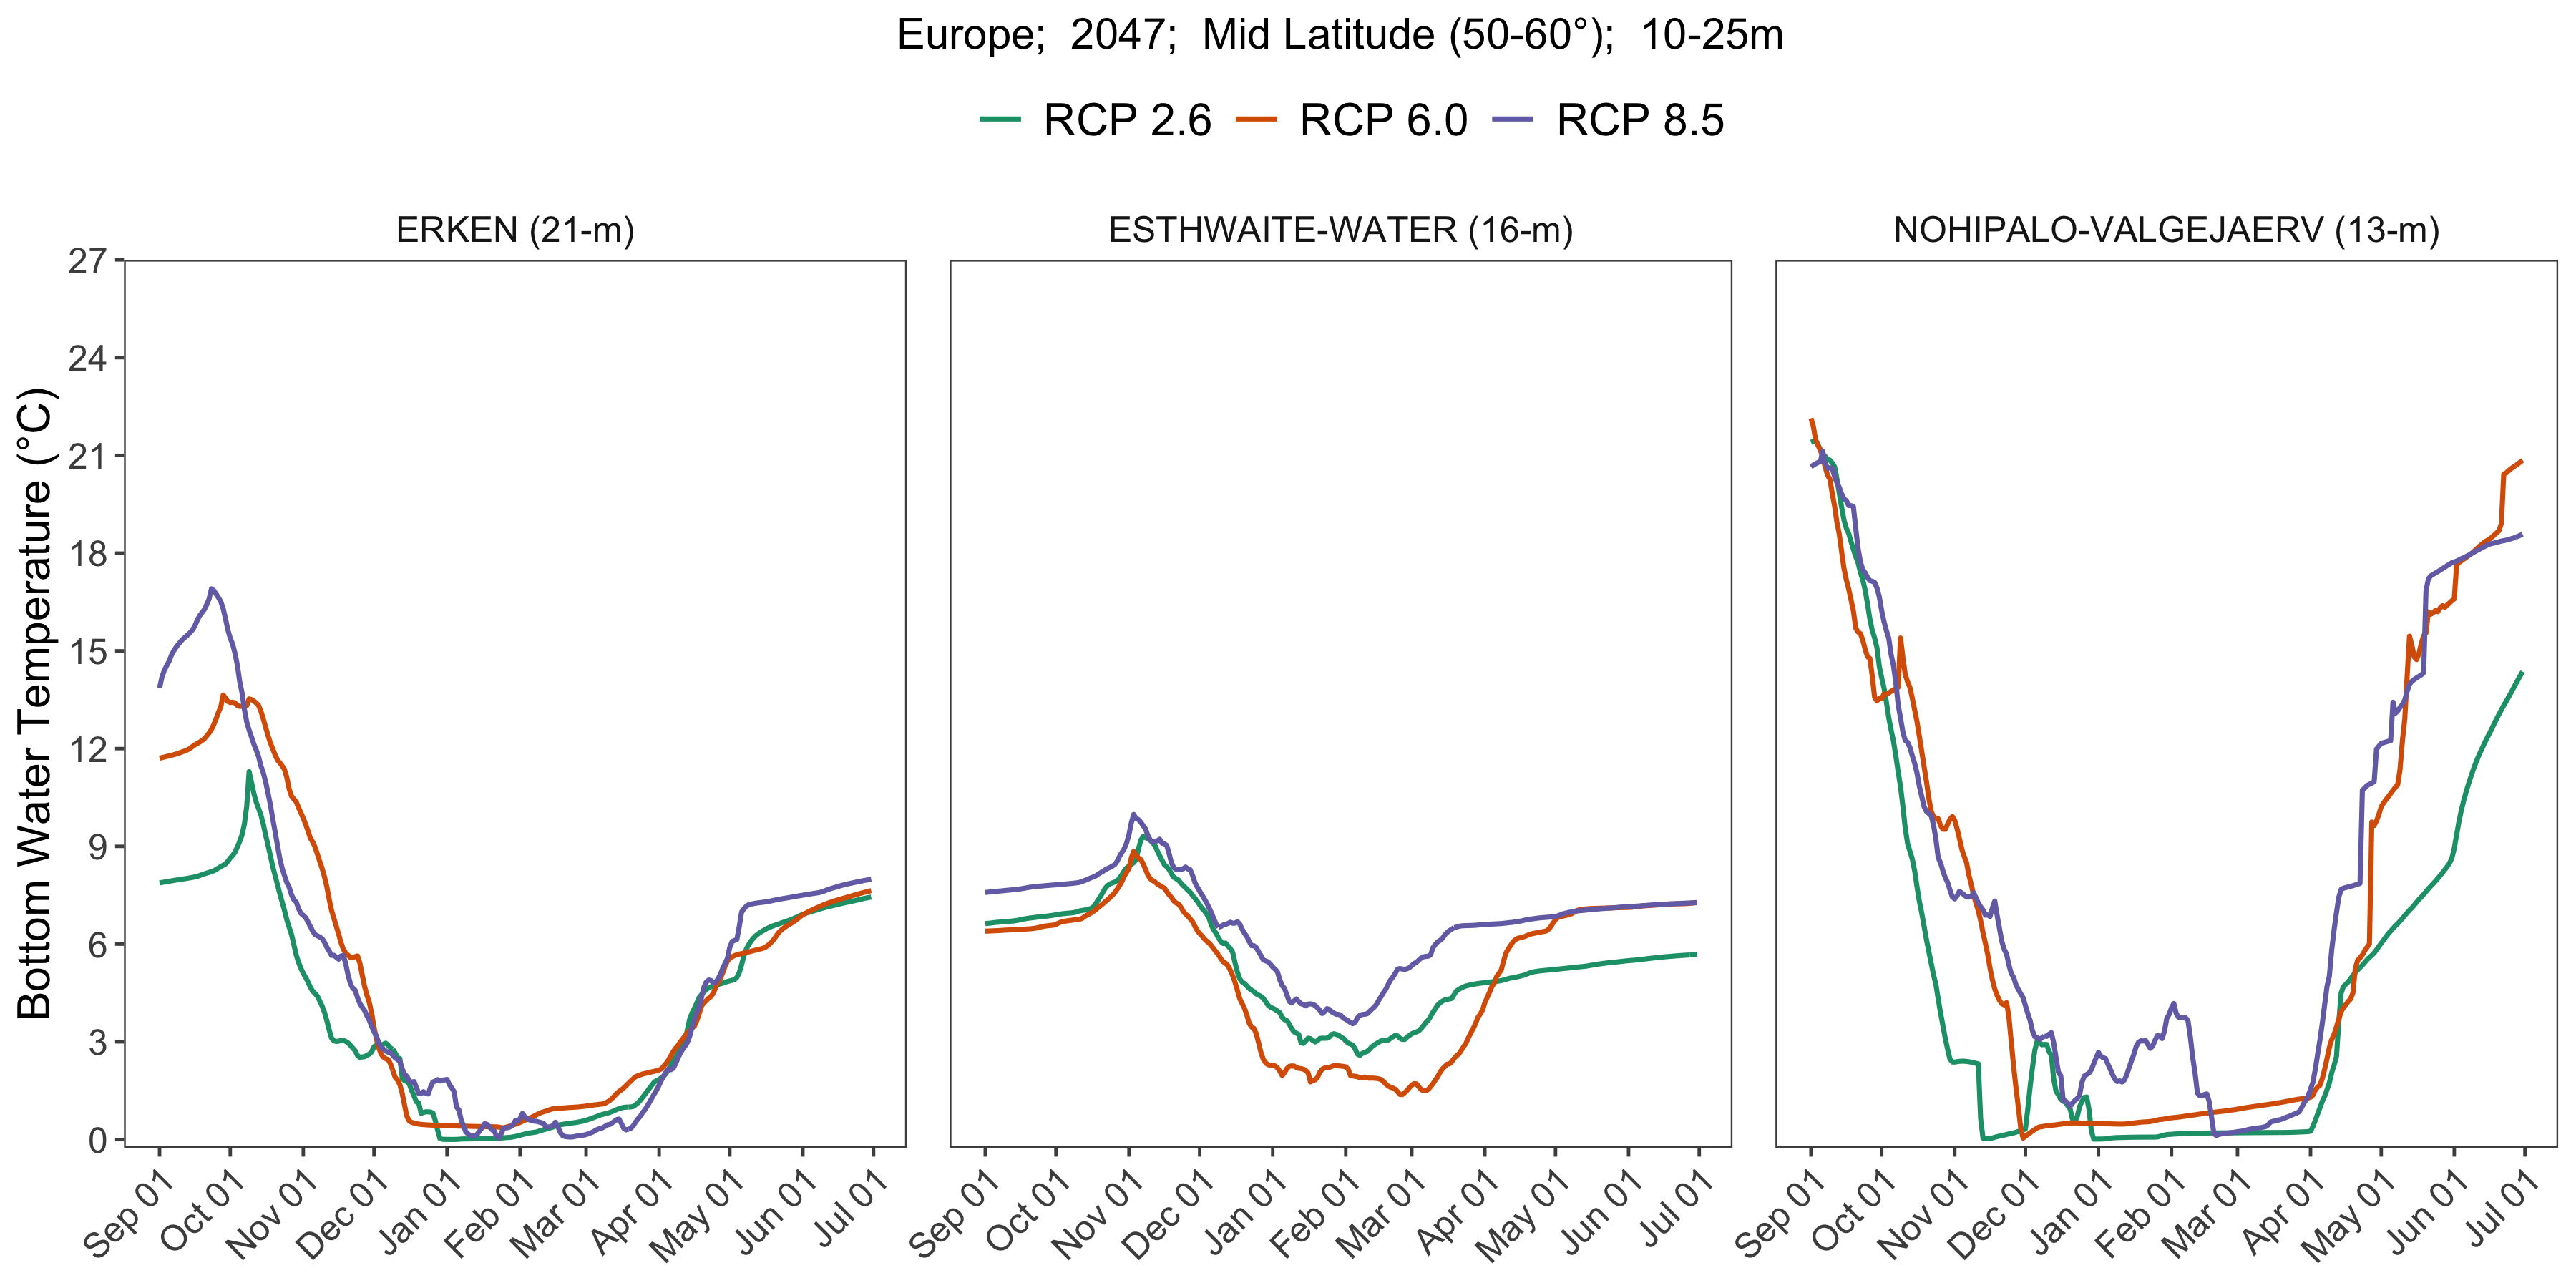 Europe;  2047;  Mid Latitude (50-60°);  10-25m
RCP 2.6 RCP 6.0 RCP 8.5
ERKEN (21-m) ESTHWAITE-WATER (16-m) NOHIPALO-VALGEJAERV (13-m)
Bottom Water Temperature (°C)
27
24
21
18
15
12
9
6
3
0
Sep 01 Oct 01 Nov 01 Dec 01 Jan 01 Feb 01 Mar 01 Apr 01 May 01 Jun 01 Jul 01
Sep 01 Oct 01 Nov 01 Dec 01 Jan 01 Feb 01 Mar 01 Apr 01 May 01 Jun 01 Jul 01
Sep 01 Oct 01 Nov 01 Dec 01 Jan 01 Feb 01 Mar 01 Apr 01 May 01 Jun 01 Jul 01